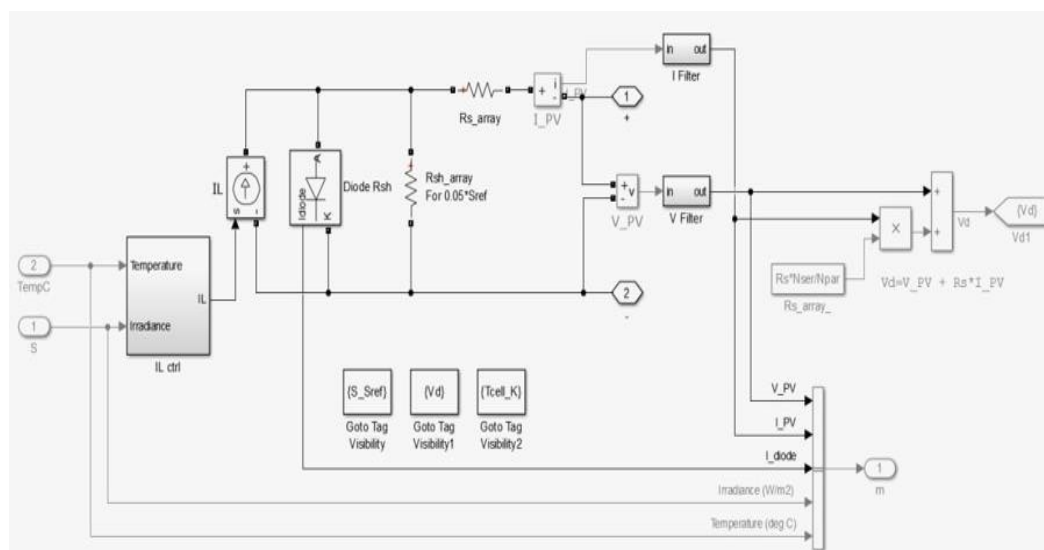 in
out
I Filter
i
+
-
I_PV
I_PV
1
+
Rs_array
IL
+
s
-
A
Idiode
K
Diode Rsh
Rsh_array
For 0.05*Sref
+
-
v
V_PV
in
out
V Filter
+
+
Vd
{Vd}
Vd1
X
Rs*Nser/Npar
Rs_array_
Vd=V_PV + Rs*I_PV
2
TempC
1
S
Temperature
IL
Irradiance
IL ctrl
2
-
{S_Sref}
{Vd}
{Tcell_K}
Goto Tag
Visibility
Goto Tag
Visibility1
Goto Tag
Visibility2
V_PV
I_PV
I_diode
Irradiance (W/m2)
Temperature (deg C)
1
m